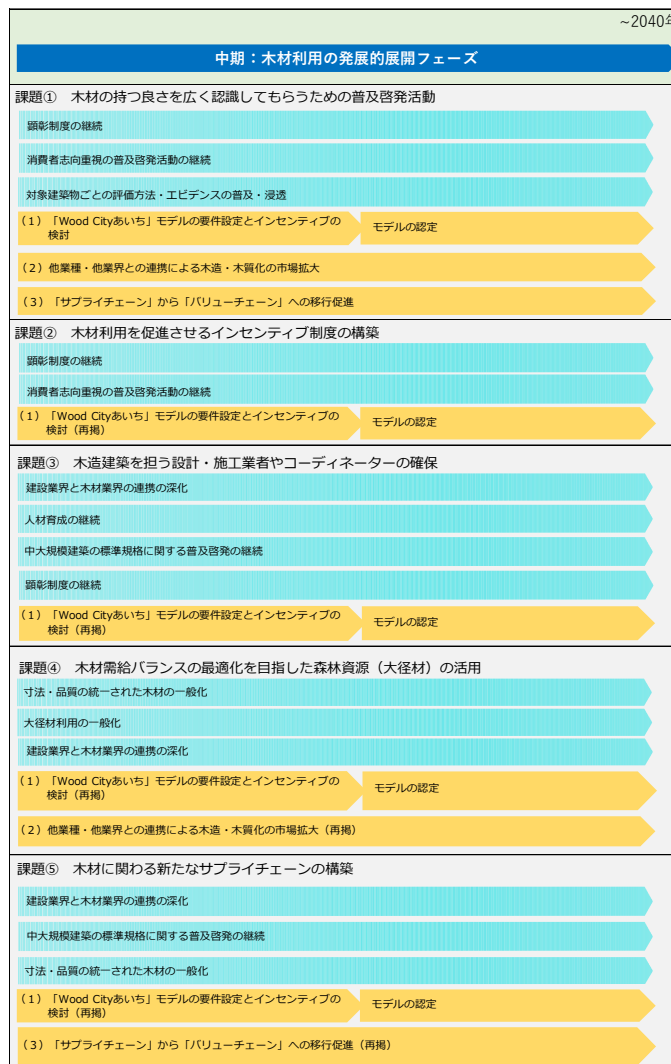 ~2040年
中期：木材利用の発展的展開フェーズ
課題①　木材の持つ良さを広く認識してもらうための普及啓発活動
顕彰制度の継続
消費者志向重視の普及啓発活動の継続
対象建築物ごとの評価方法・エビデンスの普及・浸透
（1）「Wood Cityあいち」モデルの要件設定とインセンティブの
検討
モデルの認定
（2）他業種・他業界との連携による木造・木質化の市場拡大
（3）「サプライチェーン」から「バリューチェーン」への移行促進
課題②　木材利用を促進させるインセンティブ制度の構築
顕彰制度の継続
消費者志向重視の普及啓発活動の継続
（1）「Wood Cityあいち」モデルの要件設定とインセンティブの
検討（再掲）
モデルの認定
課題③　木造建築を担う設計・施工業者やコーディネーターの確保
建設業界と木材業界の連携の深化
人材育成の継続
中大規模建築の標準規格に関する普及啓発の継続
顕彰制度の継続
（1）「Wood Cityあいち」モデルの要件設定とインセンティブの
検討（再掲）
モデルの認定
課題④　木材需給バランスの最適化を目指した森林資源（大径材）の活用
寸法・品質の統一された木材の一般化
大径材利用の一般化
建設業界と木材業界の連携の深化
（1）「Wood Cityあいち」モデルの要件設定とインセンティブの
検討（再掲）
モデルの認定
（2）他業種・他業界との連携による木造・木質化の市場拡大（再掲）
課題⑤　木材に関わる新たなサプライチェーンの構築
建設業界と木材業界の連携の深化
中大規模建築の標準規格に関する普及啓発の継続
寸法・品質の統一された木材の一般化
（1）「Wood Cityあいち」モデルの要件設定とインセンティブの
検討（再掲）
モデルの認定
（3）「サプライチェーン」から「バリューチェーン」への移行促進（再掲）